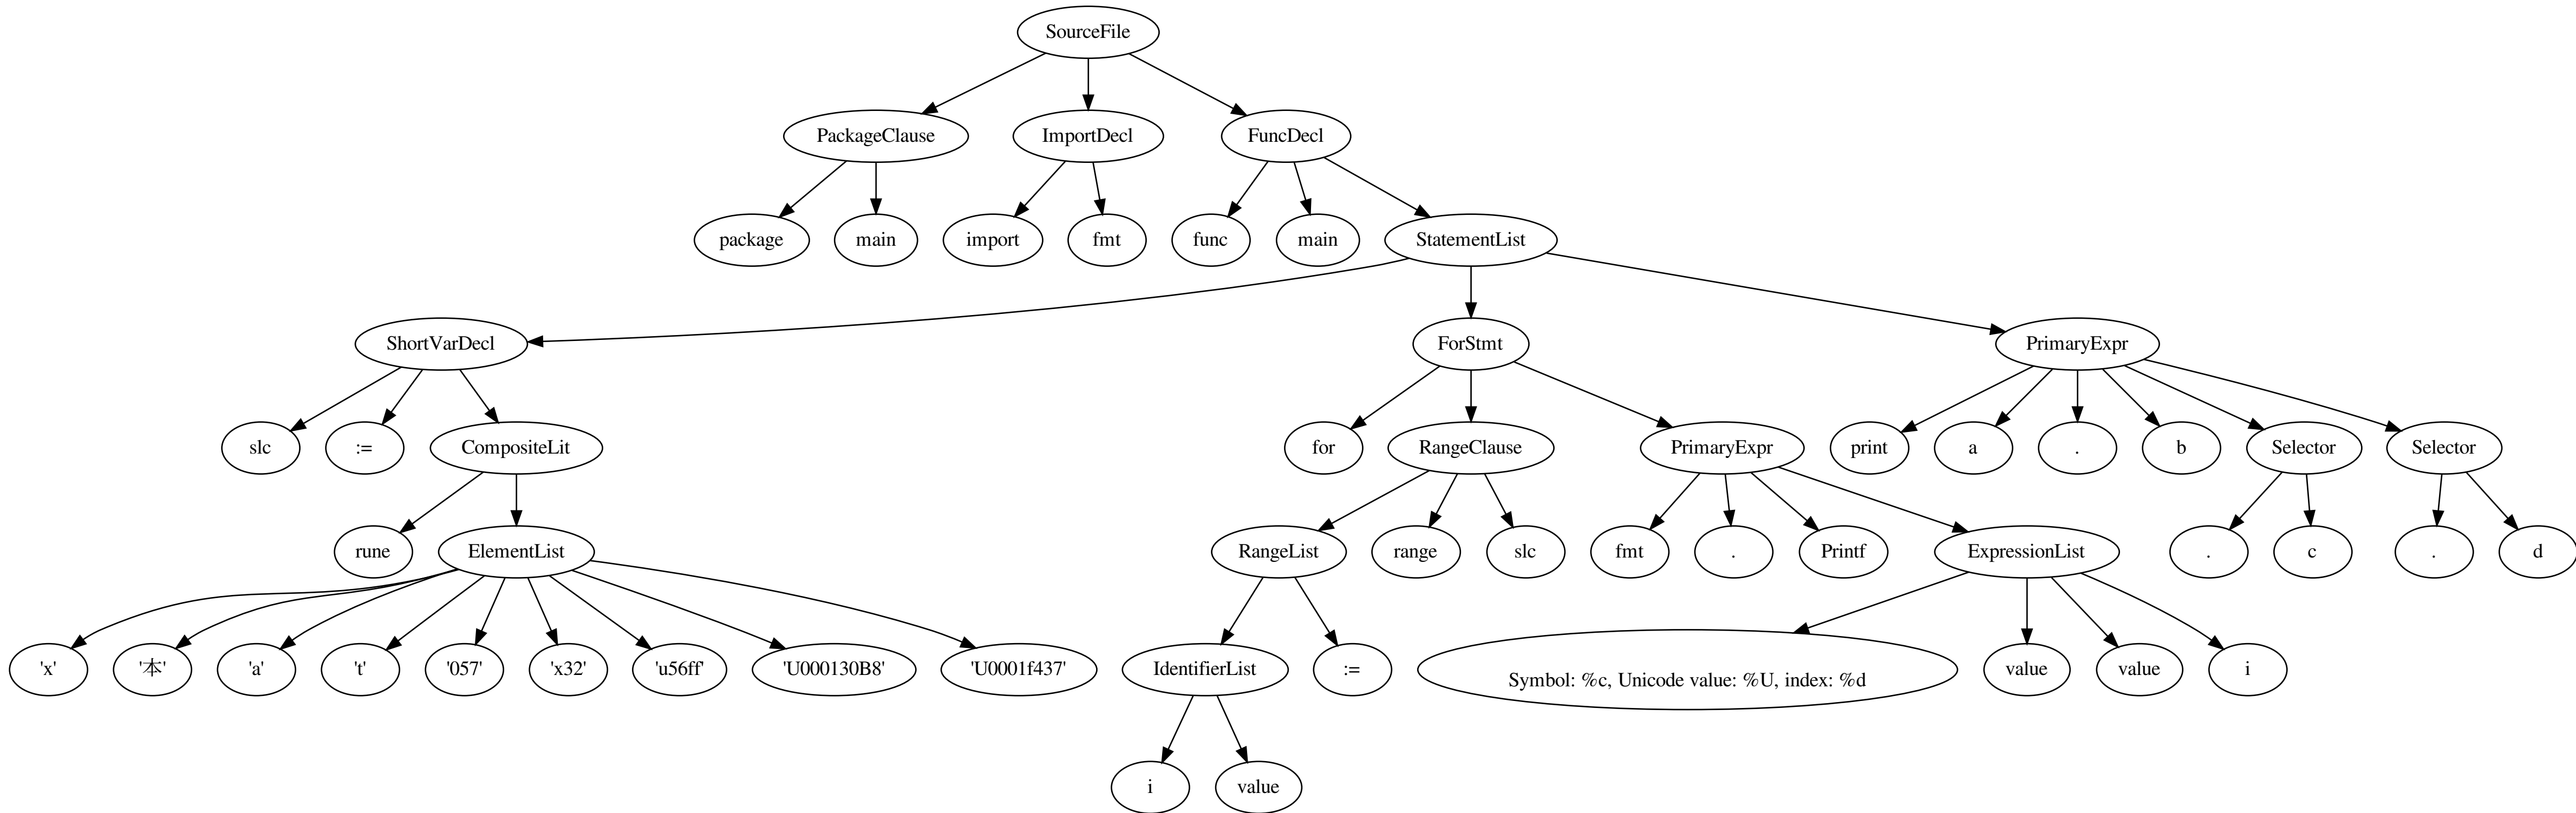 SourceFile
PackageClause
ImportDecl
FuncDecl
package
main
import
fmt
func
main
StatementList
ShortVarDecl
ForStmt
PrimaryExpr
slc
:=
CompositeLit
for
RangeClause
PrimaryExpr
print
a
.
b
Selector
Selector
rune
ElementList
RangeList
range
slc
fmt
.
Printf
ExpressionList
.
c
.
d
'x'
'本'
'a'
't'
'057'
'x32'
'u56ff'
'U000130B8'
'U0001f437'
IdentifierList
:=
Symbol: %c, Unicode value: %U, index: %d
value
value
i
i
value